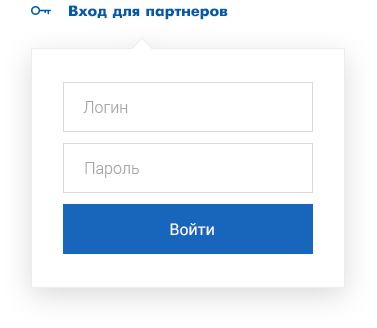 Вход для партнеров
Логин
Пароль
Войти